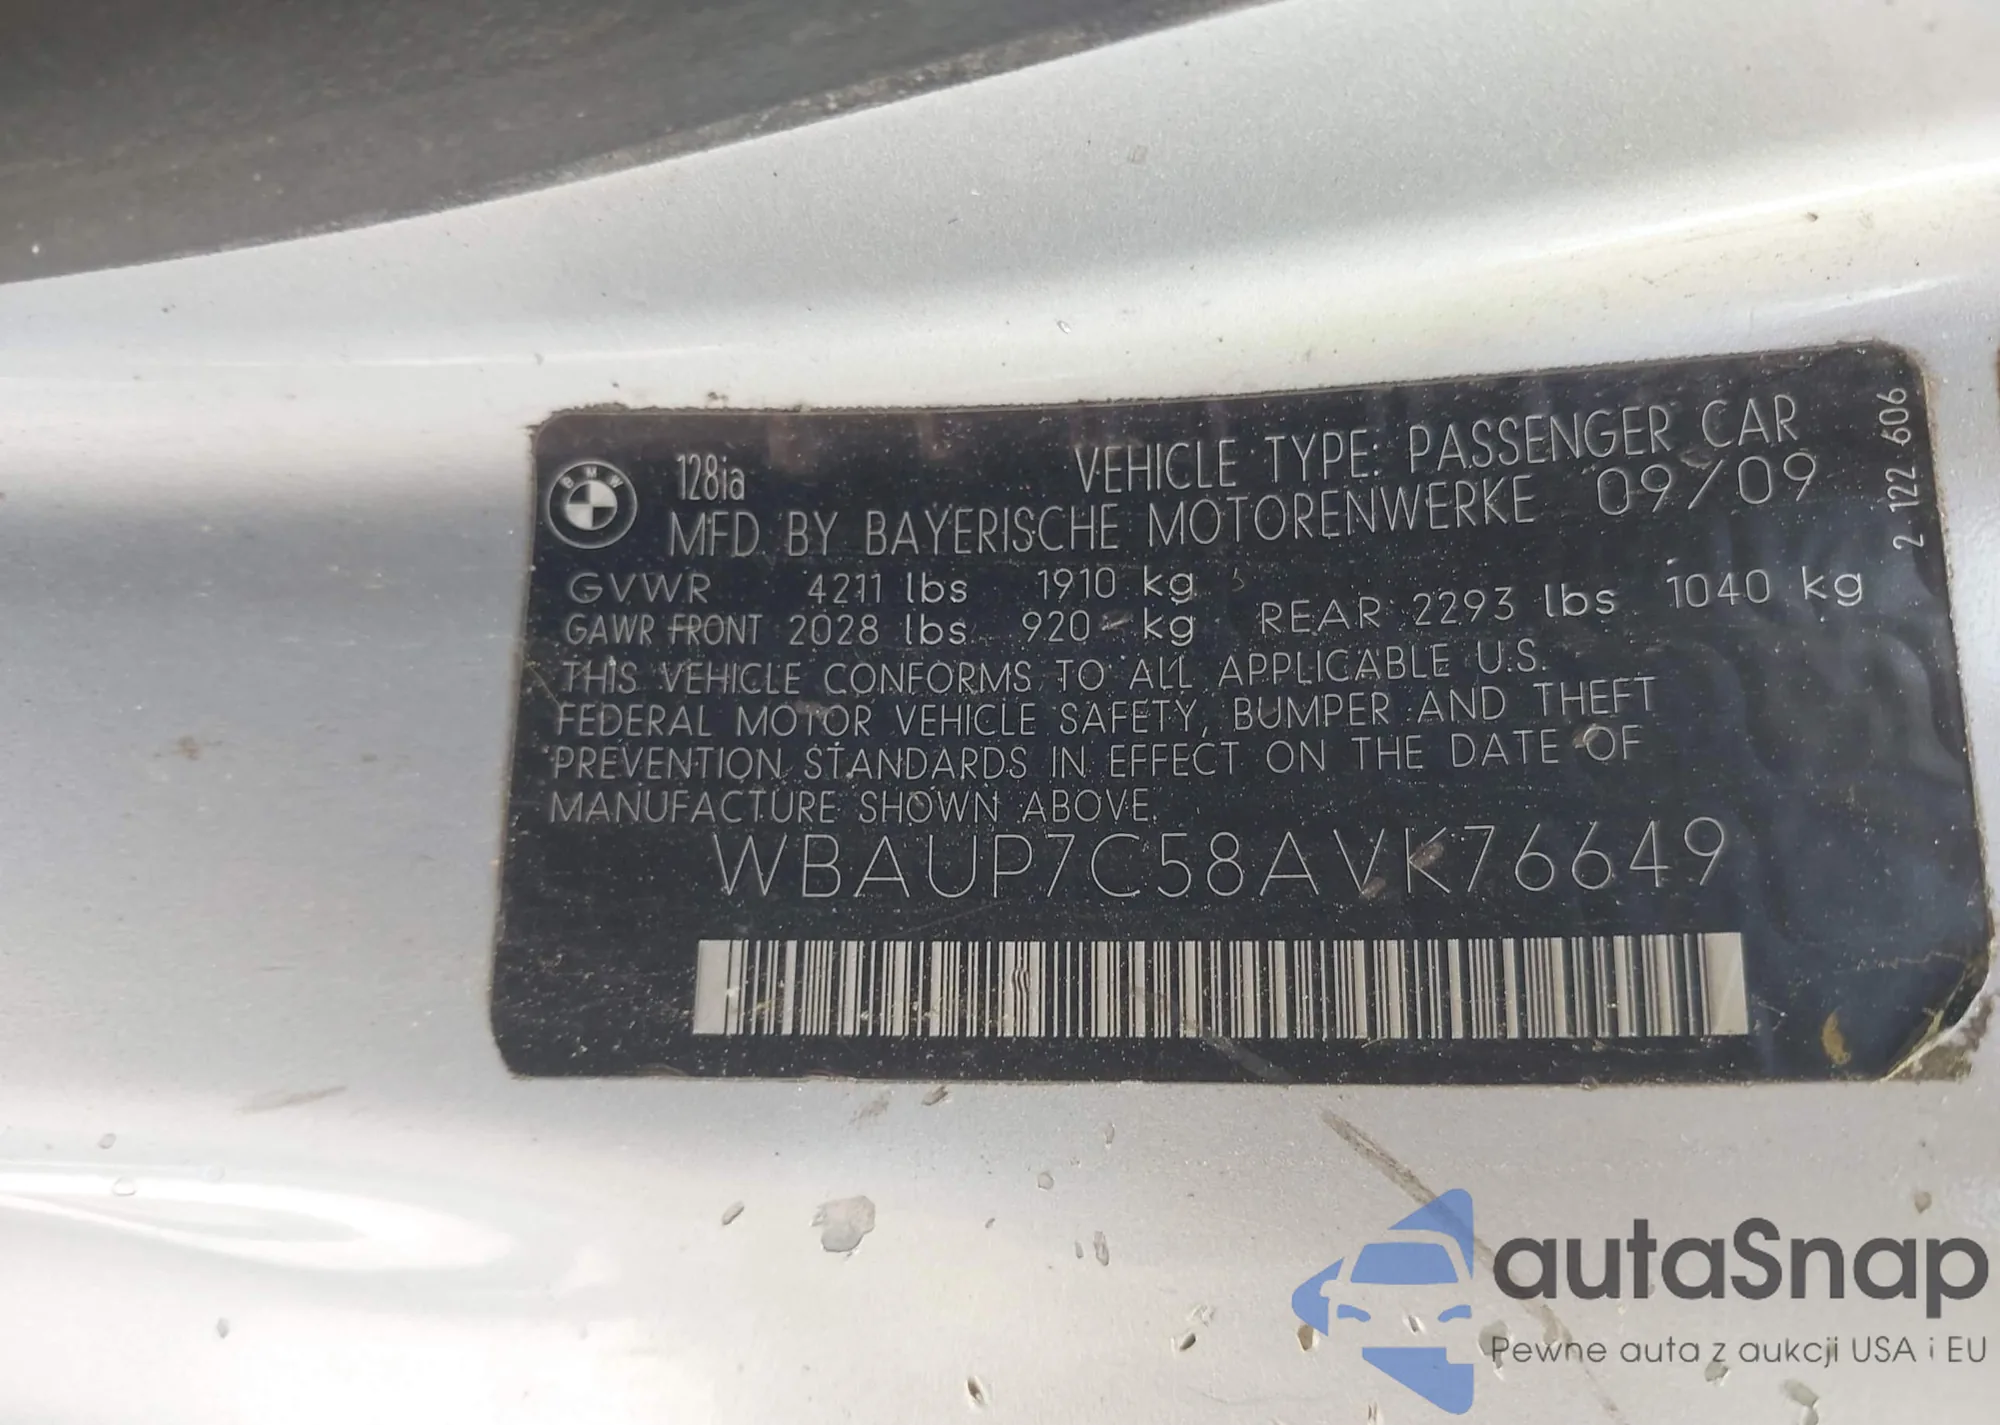 BMW
128ia
VEHICLE TYPE: PASSENGER CAR
MFD BY BAYERISCHE MOTORENWERKE 09/09
GVWR 4211 lbs 1910 kg
GAWR FRONT 2028 lbs 920 kg REAR 2293 lbs 1040 kg
THIS VEHICLE CONFORMS TO ALL APPLICABLE U.S.
FEDERAL MOTOR VEHICLE SAFETY, BUMPER AND THEFT
PREVENTION STANDARDS IN EFFECT ON THE DATE OF
MANUFACTURE SHOWN ABOVE.
WBAUP7C58AVK76649
2 122 606
autaSnap
Pewne auta z aukcji USA i EU